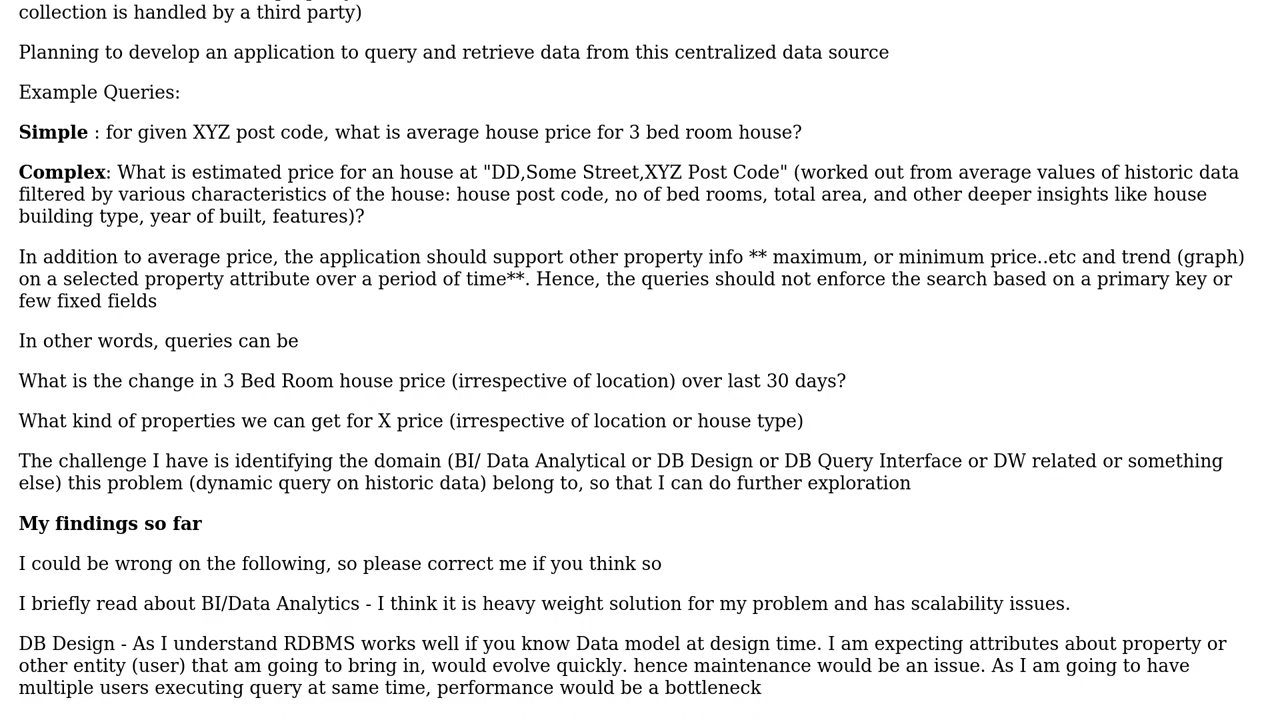 collection is handled by a third party)
Planning to develop an application to query and retrieve data from this centralized data source
Example Queries:
Simple : for given XYZ post code, what is average house price for 3 bed room house?
Complex: What is estimated price for an house at "DD,Some Street,XYZ Post Code" (worked out from average values of historic data
filtered by various characteristics of the house: house post code, no of bed rooms, total area, and other deeper insights like house
building type, year of built, features)?
In addition to average price, the application should support other property info ** maximum, or minimum price..etc and trend (graph)
on a selected property attribute over a period of time**. Hence, the queries should not enforce the search based on a primary key or
few fixed fields
In other words, queries can be
What is the change in 3 Bed Room house price (irrespective of location) over last 30 days?
What kind of properties we can get for X price (irrespective of location or house type)
The challenge I have is identifying the domain (BI/ Data Analytical or DB Design or DB Query Interface or DW related or something
else) this problem (dynamic query on historic data) belong to, so that I can do further exploration
My findings so far
I could be wrong on the following, so please correct me if you think so
I briefly read about BI/Data Analytics - I think it is heavy weight solution for my problem and has scalability issues.
DB Design - As I understand RDBMS works well if you know Data model at design time. I am expecting attributes about property or
other entity (user) that am going to bring in, would evolve quickly. hence maintenance would be an issue. As I am going to have
multiple users executing query at same time, performance would be a bottleneck